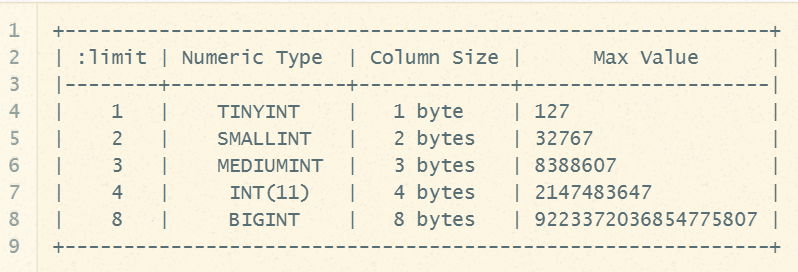 1 +--------------------------------------------------------------------+
2 | :limit | Numeric Type  | Column Size |      Max Value      |
3 |--------+---------------+-------------+---------------------|
4 |   1    |    TINYINT    |   1 byte    | 127                 |
5 |   2    |    SMALLINT   |   2 bytes   | 32767               |
6 |   3    |    MEDIUMINT  |   3 bytes   | 8388607             |
7 |   4    |     INT(11)   |   4 bytes   | 2147483647          |
8 |   8    |     BIGINT    |   8 bytes   | 9223372036854775807 |
9 +--------------------------------------------------------------------+